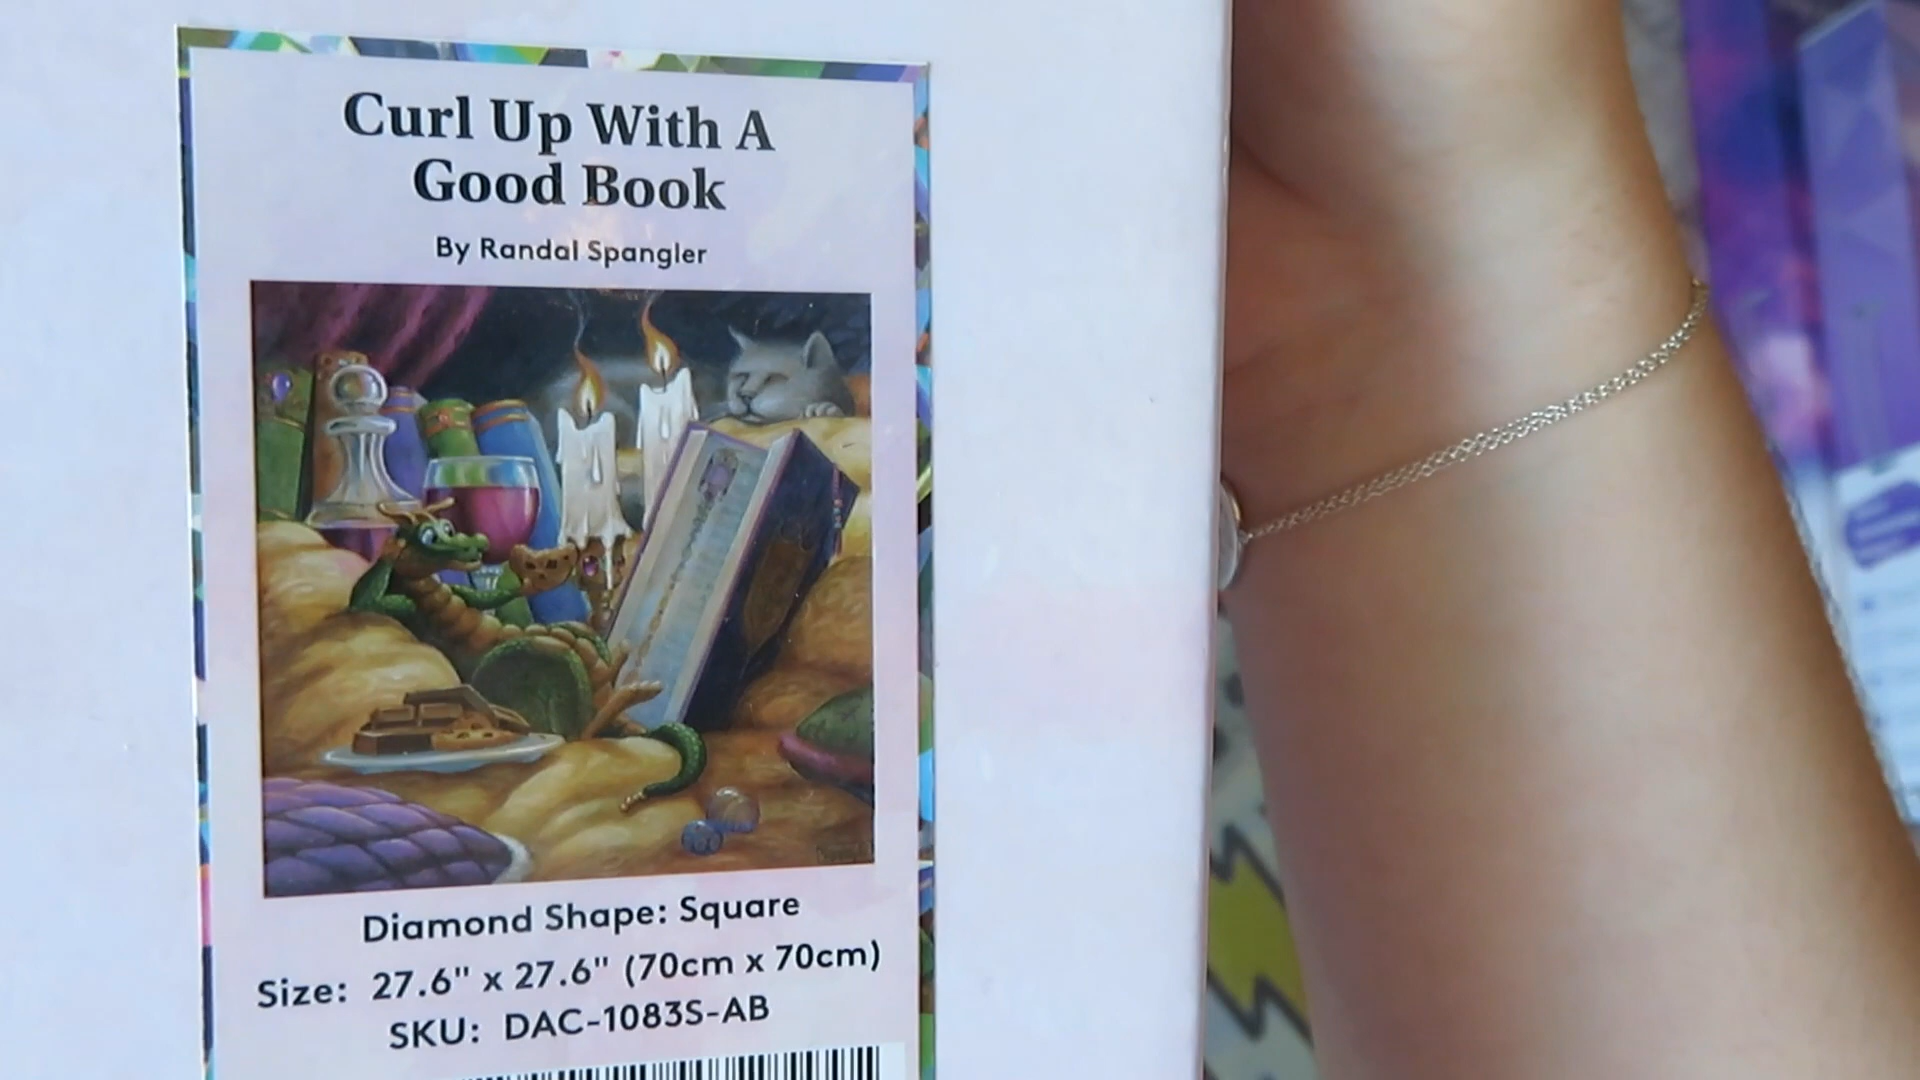 Curl Up With A
Good Book
By Randal Spangler
Diamond Shape: Square
Size: 27.6" x 27.6" (70cm x 70cm)
SKU: DAC-1083S-AB